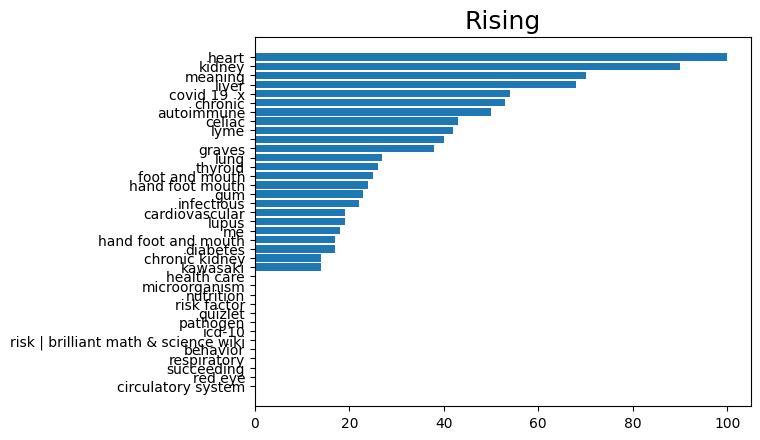 Rising
heart
kidney
meaning
liver
covid 19 .x
chronic
autoimmune
celiac
lyme
graves
lung
thyroid
foot and mouth
hand foot mouth
gum
infectious
cardiovascular
lupus
me
hand foot and mouth
diabetes
chronic kidney
kawasaki
health care
microorganism
nutrition
risk factor
quizlet
pathogen
icd-10
risk | brilliant math & science wiki
behavior
respiratory
succeeding
red eye
circulatory system
0 20 40 60 80 100